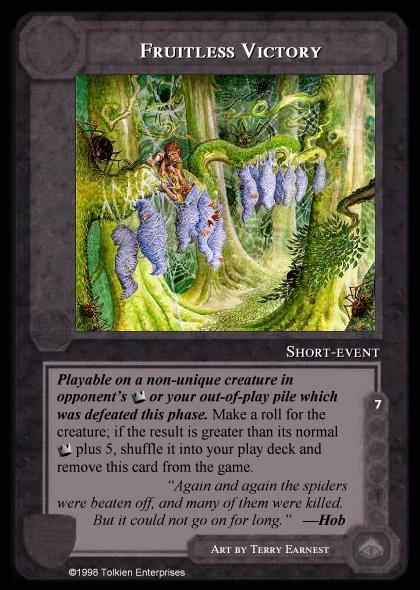 Fruitless Victory
Short-event
Playable on a non-unique creature in
opponent's or your out-of-play pile which
was defeated this phase. Make a roll for the
creature; if the result is greater than its normal
plus 5, shuffle it into your play deck and
remove this card from the game.
7
"Again and again the spiders
were beaten off, and many of them were killed.
But it could not go on for long." —Hob
Art by Terry Earnest
©1998 Tolkien Enterprises